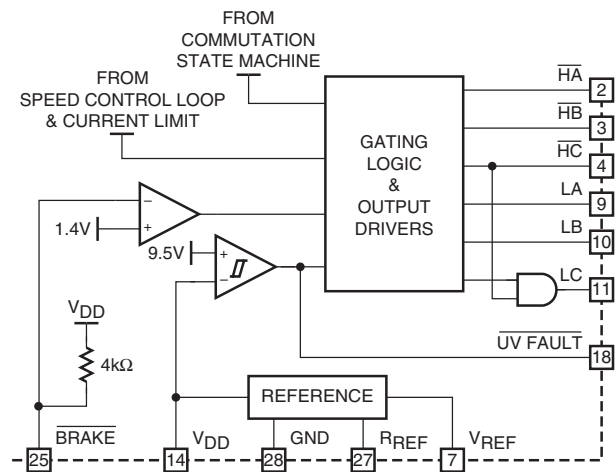 FROM
COMMUTATION
STATE MACHINE
FROM
SPEED CONTROL LOOP
& CURRENT LIMIT
GATING
LOGIC
&
OUTPUT
DRIVERS
HA
2
HB
3
HC
4
LA
9
LB
10
LC
11
UV FAULT
18
1.4V
−
+
9.5V
+
−
VDD
4kΩ
REFERENCE
BRAKE
25
VDD
14
GND
28
RREF
27
VREF
7